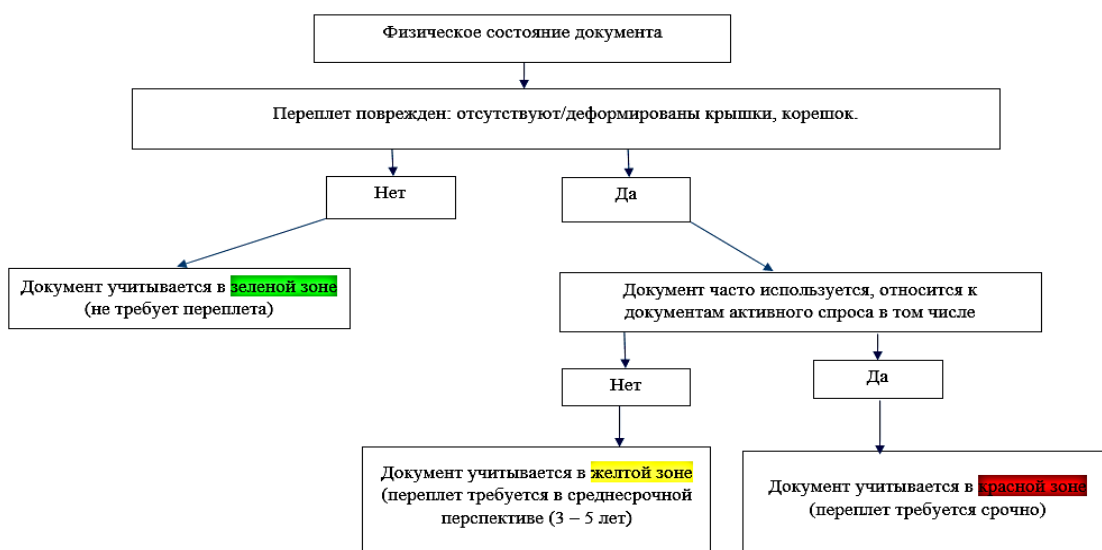 Физическое состояние документа
Переплет поврежден: отсутствуют/деформированы крышки, корешок.
Нет
Да
Документ учитывается в зеленой зоне
(не требует переплета)
Документ часто используется, относится к
документам активного спроса в том числе
Нет
Да
Документ учитывается в желтой зоне
(переплет требуется в среднесрочной
перспективе (3 – 5 лет)
Документ учитывается в красной зоне
(переплет требуется срочно)